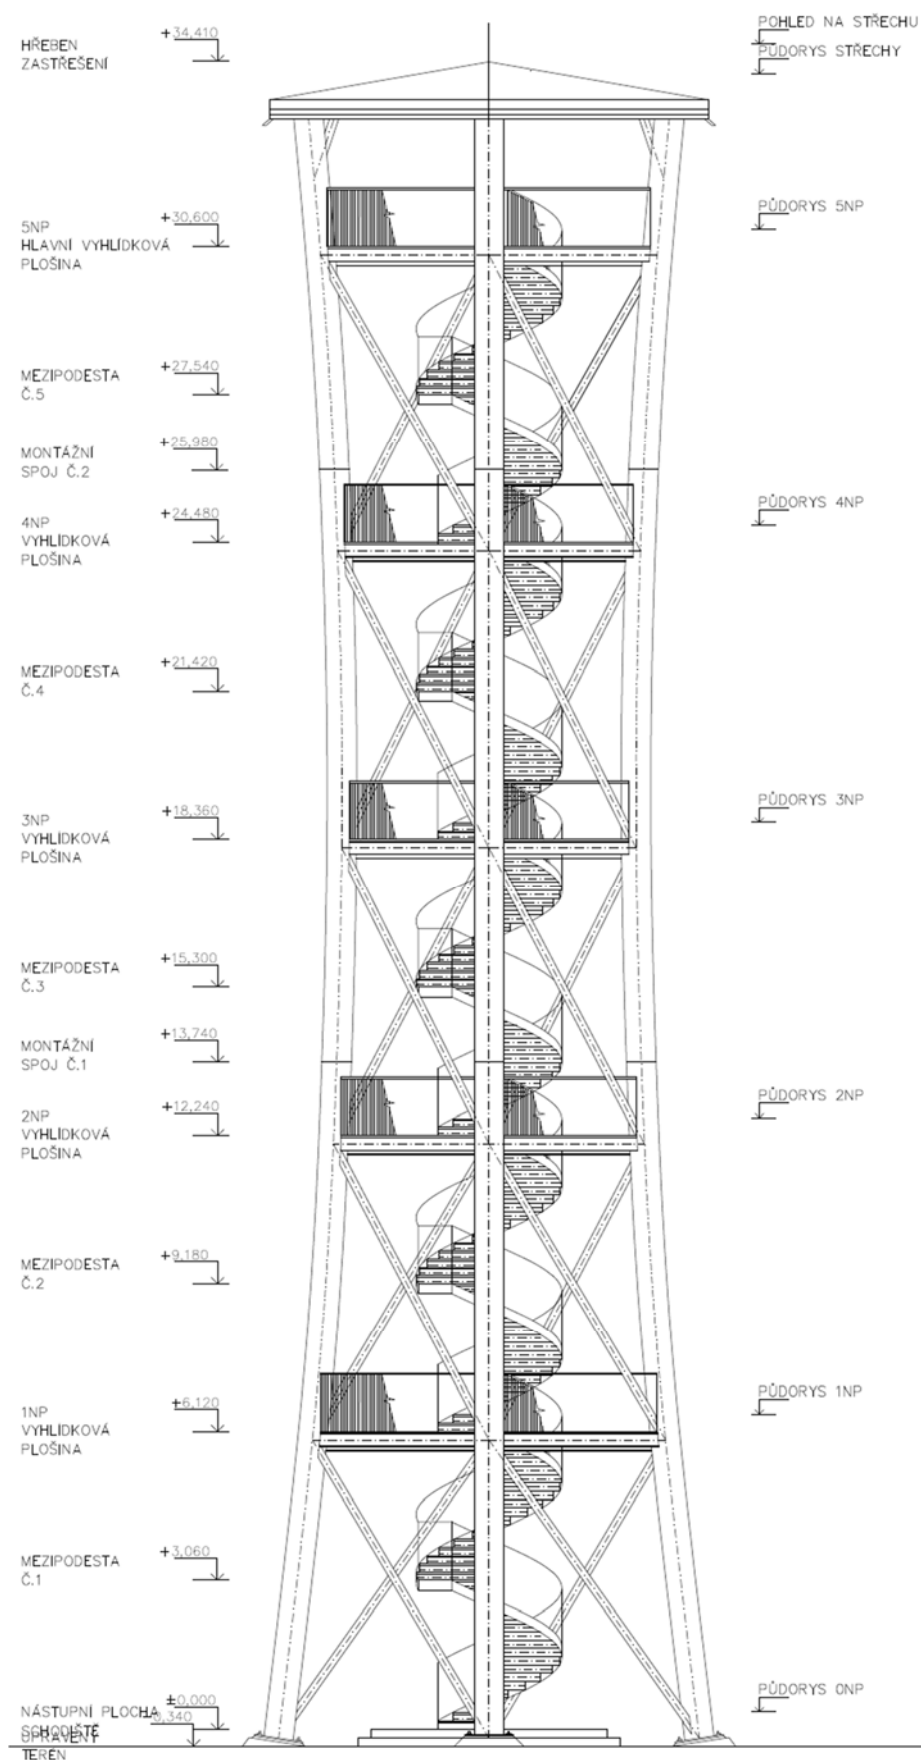 HŘEBEN
ZASTŘEŠENÍ
+34,410
POHLED NA STŘECHU
PŮDORYS STŘECHY
5NP
HLAVNÍ VYHLÍDKOVÁ
PLOŠINA
+30,600
PŮDORYS 5NP
MEZIPODESTA
Č.5
+27,540
MONTÁŽNÍ
SPOJ Č.2
+25,980
4NP
VYHLÍDKOVÁ
PLOŠINA
+24,480
PŮDORYS 4NP
MEZIPODESTA
Č.4
+21,420
3NP
VYHLÍDKOVÁ
PLOŠINA
+18,360
PŮDORYS 3NP
MEZIPODESTA
Č.3
+15,300
MONTÁŽNÍ
SPOJ Č.1
+13,740
2NP
VYHLÍDKOVÁ
PLOŠINA
+12,240
PŮDORYS 2NP
MEZIPODESTA
Č.2
+9,180
1NP
VYHLÍDKOVÁ
PLOŠINA
+6,120
PŮDORYS 1NP
MEZIPODESTA
Č.1
+3,060
NÁSTUPNÍ PLOCHA
SCHODIŠTĚ
±0,000
PŮDORYS 0NP
UPRAVENÝ
TERÉN
-0,340